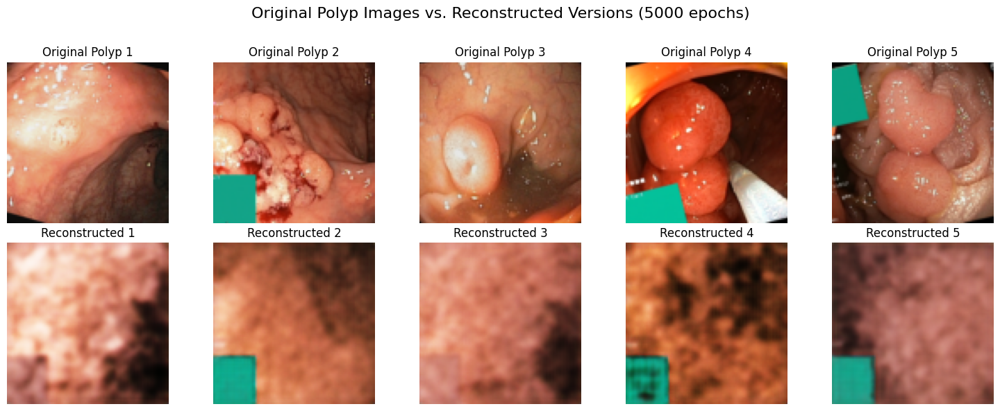 Original Polyp Images vs. Reconstructed Versions (5000 epochs)
Original Polyp 1
Original Polyp 2
Original Polyp 3
Original Polyp 4
Original Polyp 5
Reconstructed 1
Reconstructed 2
Reconstructed 3
Reconstructed 4
Reconstructed 5